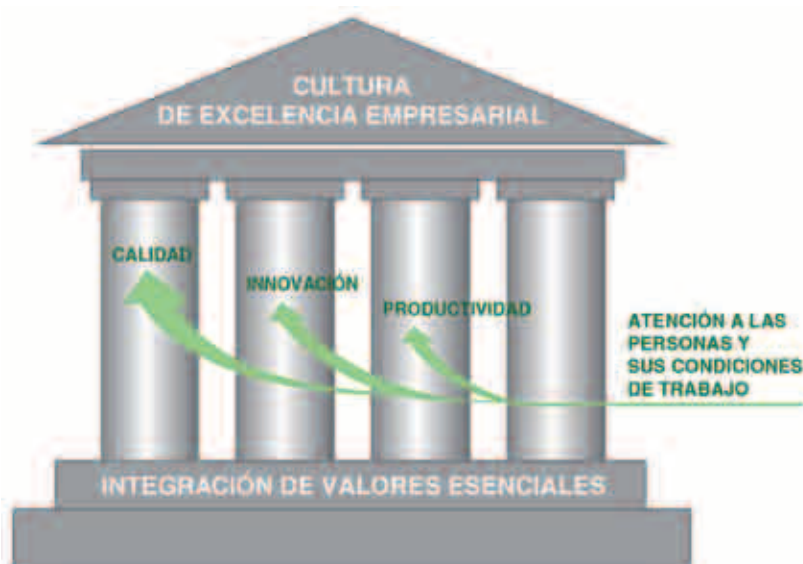 CULTURA
DE EXCELENCIA EMPRESARIAL
CALIDAD
INNOVACIÓN
PRODUCTIVIDAD
ATENCIÓN A LAS
PERSONAS Y
SUS CONDICIONES
DE TRABAJO
INTEGRACIÓN DE VALORES ESENCIALES